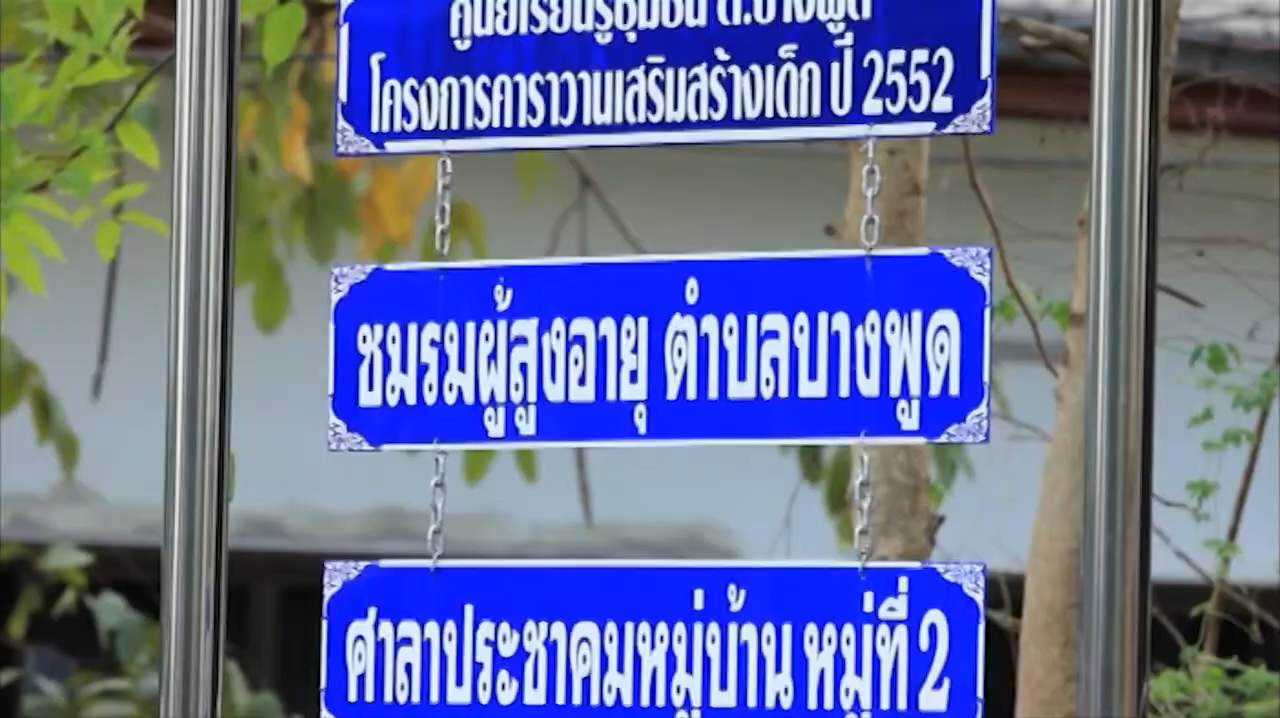 ศูนย์เรียนรู้ชุมชน ต.บางพูด
โครงการคาราวานเสริมสร้างเด็ก ปี 2552
ชมรมผู้สูงอายุ ตำบลบางพูด
ศาลาประชาคมหมู่บ้าน หมู่ที่ 2